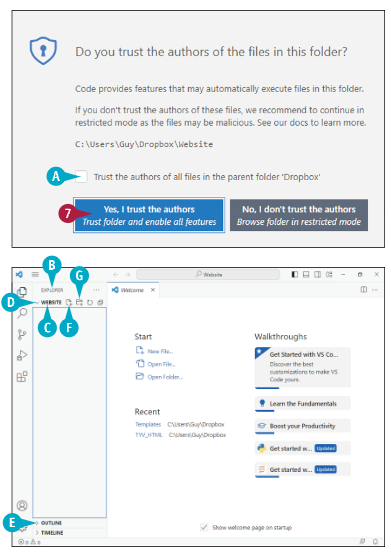 Do you trust the authors of the files in this folder?
Code provides features that may automatically execute files in this folder.
If you don't trust the authors of these files, we recommend to continue in
restricted mode as the files may be malicious. See our docs to learn more.
C:\Users\Guy\Dropbox\Website
A
Trust the authors of all files in the parent folder 'Dropbox'
7
Yes, I trust the authors
Trust folder and enable all features
No, I don't trust the authors
Browse folder in restricted mode
B
G
Website
EXPLORER
Welcome
D
WEBSITE
C
F
Start
New File...
Open File...
Open Folder...
Recent
Templates C:\Users\Guy\Dropbox
TYV_HTML C:\Users\Guy\Dropbox
Walkthroughs
Get Started with VS Co...
Discover the best
customizations to make VS
Code yours.
Learn the Fundamentals
Boost your Productivity
Get started w... Updated
Get started w... Updated
E
OUTLINE
TIMELINE
Show welcome page on startup
0 0